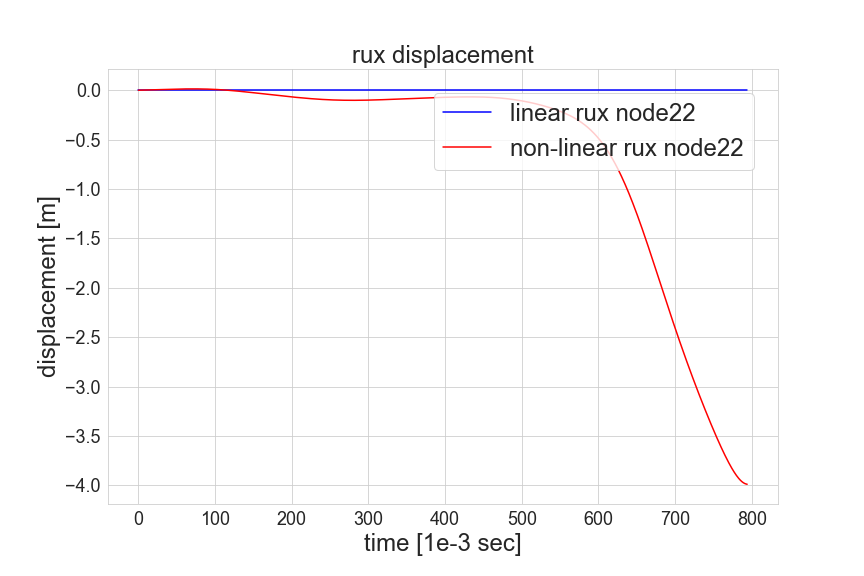 rux displacement
linear rux node22
non-linear rux node22
displacement [m]
0.0
−0.5
−1.0
−1.5
−2.0
−2.5
−3.0
−3.5
−4.0
0 100 200 300 400 500 600 700 800
time [1e-3 sec]